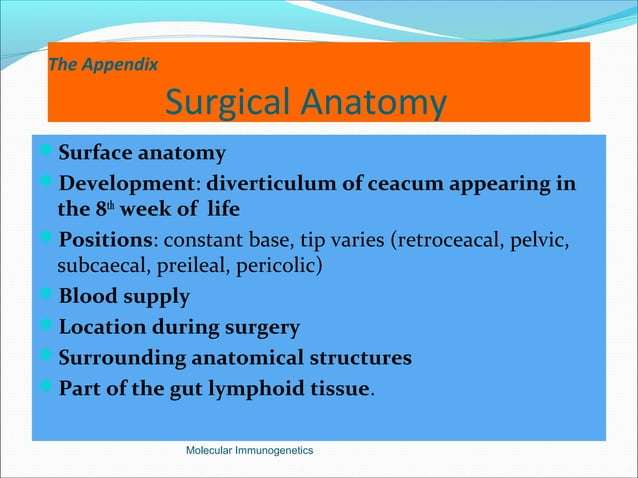 The Appendix
Surgical Anatomy
Surface anatomy
Development: diverticulum of ceacum appearing in
the 8th week of life
Positions: constant base, tip varies (retroceacal, pelvic,
subcaecal, preileal, pericolic)
Blood supply
Location during surgery
Surrounding anatomical structures
Part of the gut lymphoid tissue.
Molecular Immunogenetics